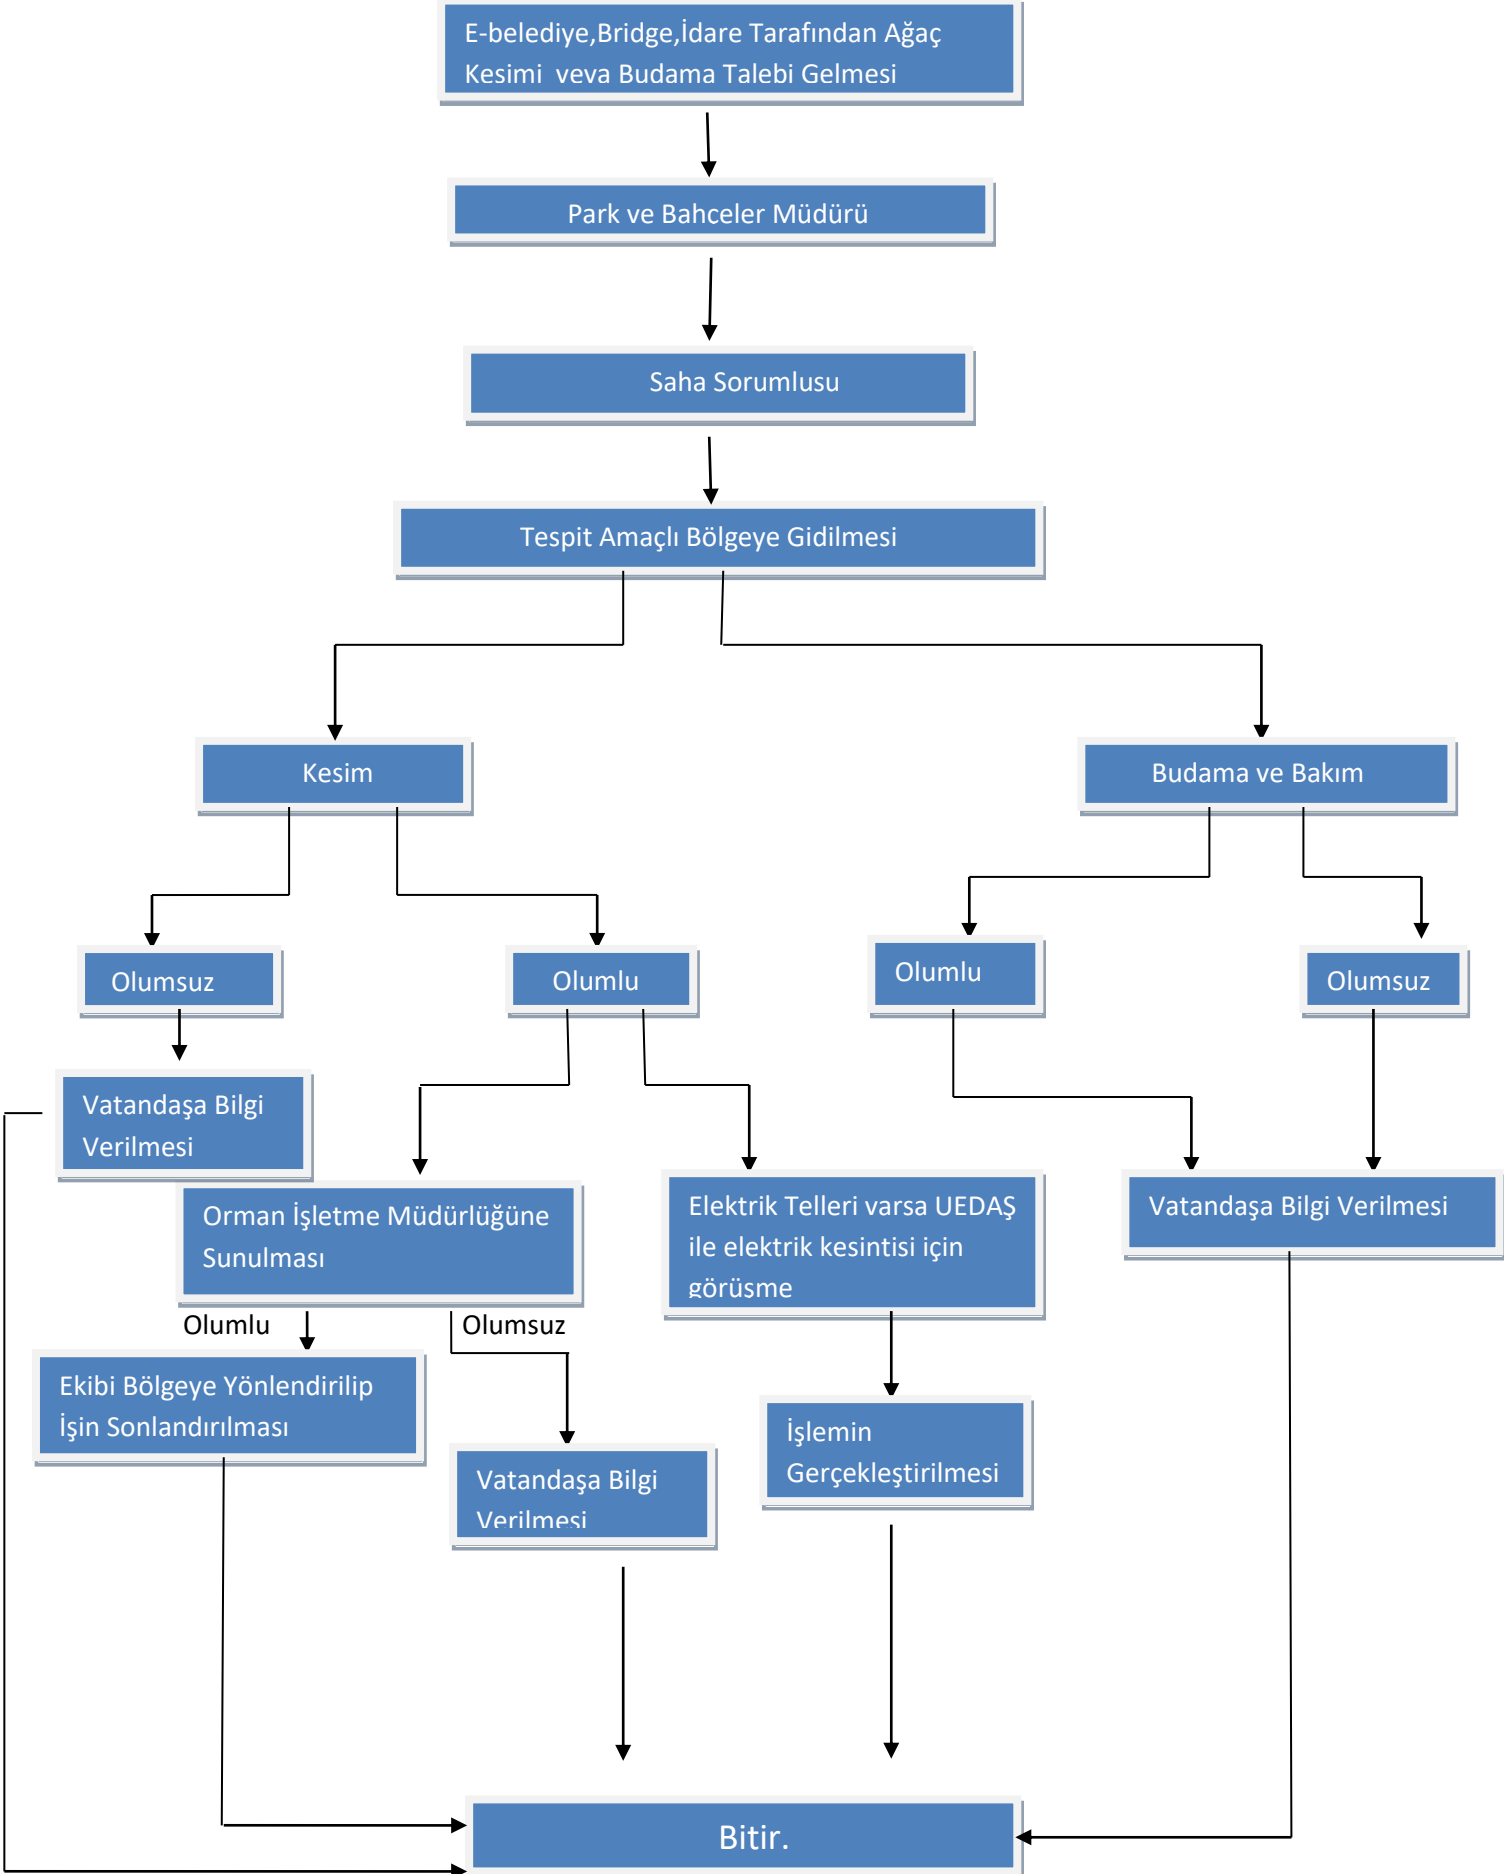 E-belediye,Bridge,İdare Tarafından Ağaç
Kesimi veya Budama Talebi Gelmesi
Park ve Bahçeler Müdürü
Saha Sorumlusu
Tespit Amaçlı Bölgeye Gidilmesi
Kesim
Budama ve Bakım
Olumsuz
Olumlu
Olumlu
Olumsuz
Vatandaşa Bilgi
Verilmesi
Orman İşletme Müdürlüğüne
Sunulması
Elektrik Telleri varsa UEDAŞ
ile elektrik kesintisi için
görüşme
Vatandaşa Bilgi Verilmesi
Olumlu
Olumsuz
Ekibi Bölgeye Yönlendirilip
İşin Sonlandırılması
Vatandaşa Bilgi
Verilmesi
İşlemin
Gerçekleştirilmesi
Bitir.